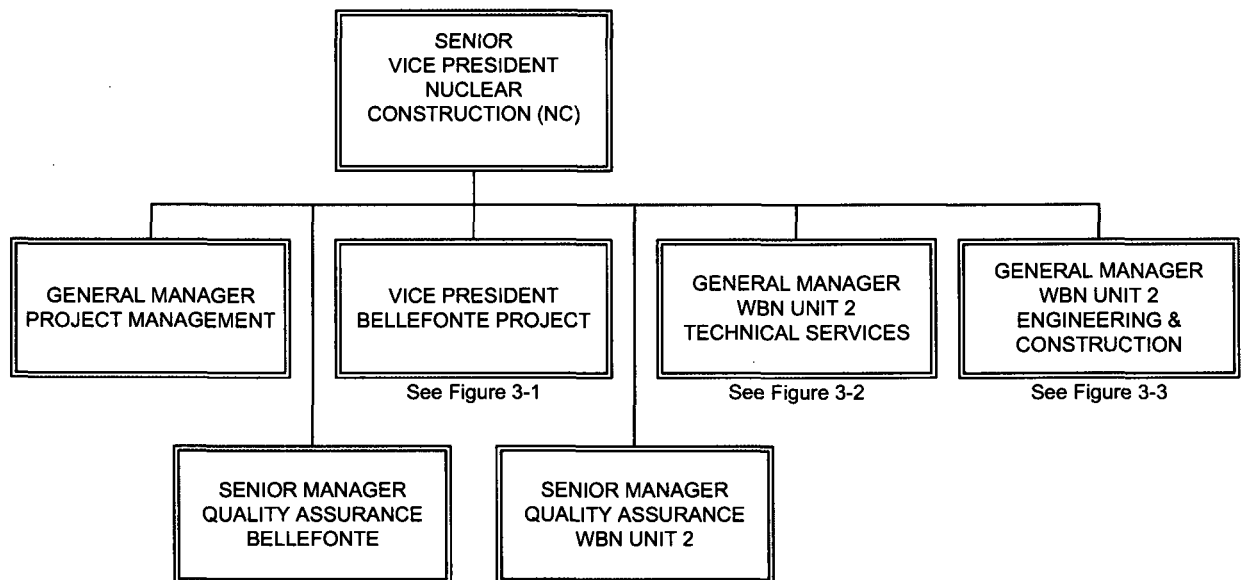 SENIOR
VICE PRESIDENT
NUCLEAR
CONSTRUCTION (NC)
GENERAL MANAGER
PROJECT MANAGEMENT
VICE PRESIDENT
BELLEFONTE PROJECT
See Figure 3-1
GENERAL MANAGER
WBN UNIT 2
TECHNICAL SERVICES
See Figure 3-2
GENERAL MANAGER
WBN UNIT 2
ENGINEERING &
CONSTRUCTION
See Figure 3-3
SENIOR MANAGER
QUALITY ASSURANCE
BELLEFONTE
SENIOR MANAGER
QUALITY ASSURANCE
WBN UNIT 2